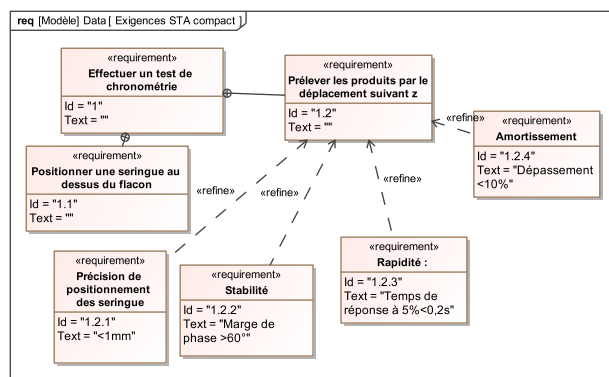 req [Modèle] Data [ Exigences STA compact ]
«requirement»
Effectuer un test de
chronométrie
Id = "1"
Text = ""
«requirement»
Prélever les produits par le
déplacement suivant z
Id = "1.2"
Text = ""
«refine»
«requirement»
Amortissement
Id = "1.2.4"
Text = "Dépassement
<10%"
«requirement»
Positionner une seringue au
dessus du flacon
Id = "1.1"
Text = ""
«refine»
«refine»
«refine»
«requirement»
Précision de
positionnement
des seringue
Id = "1.2.1"
Text = "<1mm"
«requirement»
Stabilité
Id = "1.2.2"
Text = "Marge de
phase >60°"
«requirement»
Rapidité :
Id = "1.2.3"
Text = "Temps de
réponse à 5%<0,2s"